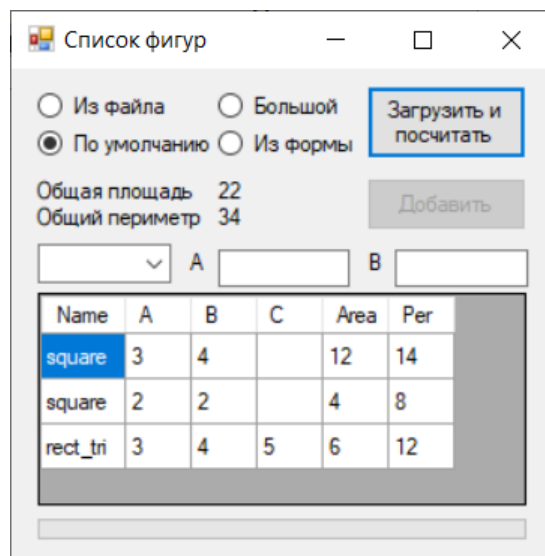 Список фигур
Из файла Большой Загрузить и
По умолчанию Из формы посчитать
Общая площадь 22
Общий периметр 34 Добавить
A B
Name A B C Area Per
square 3 4 12 14
square 2 2 4 8
rect_tri 3 4 5 6 12